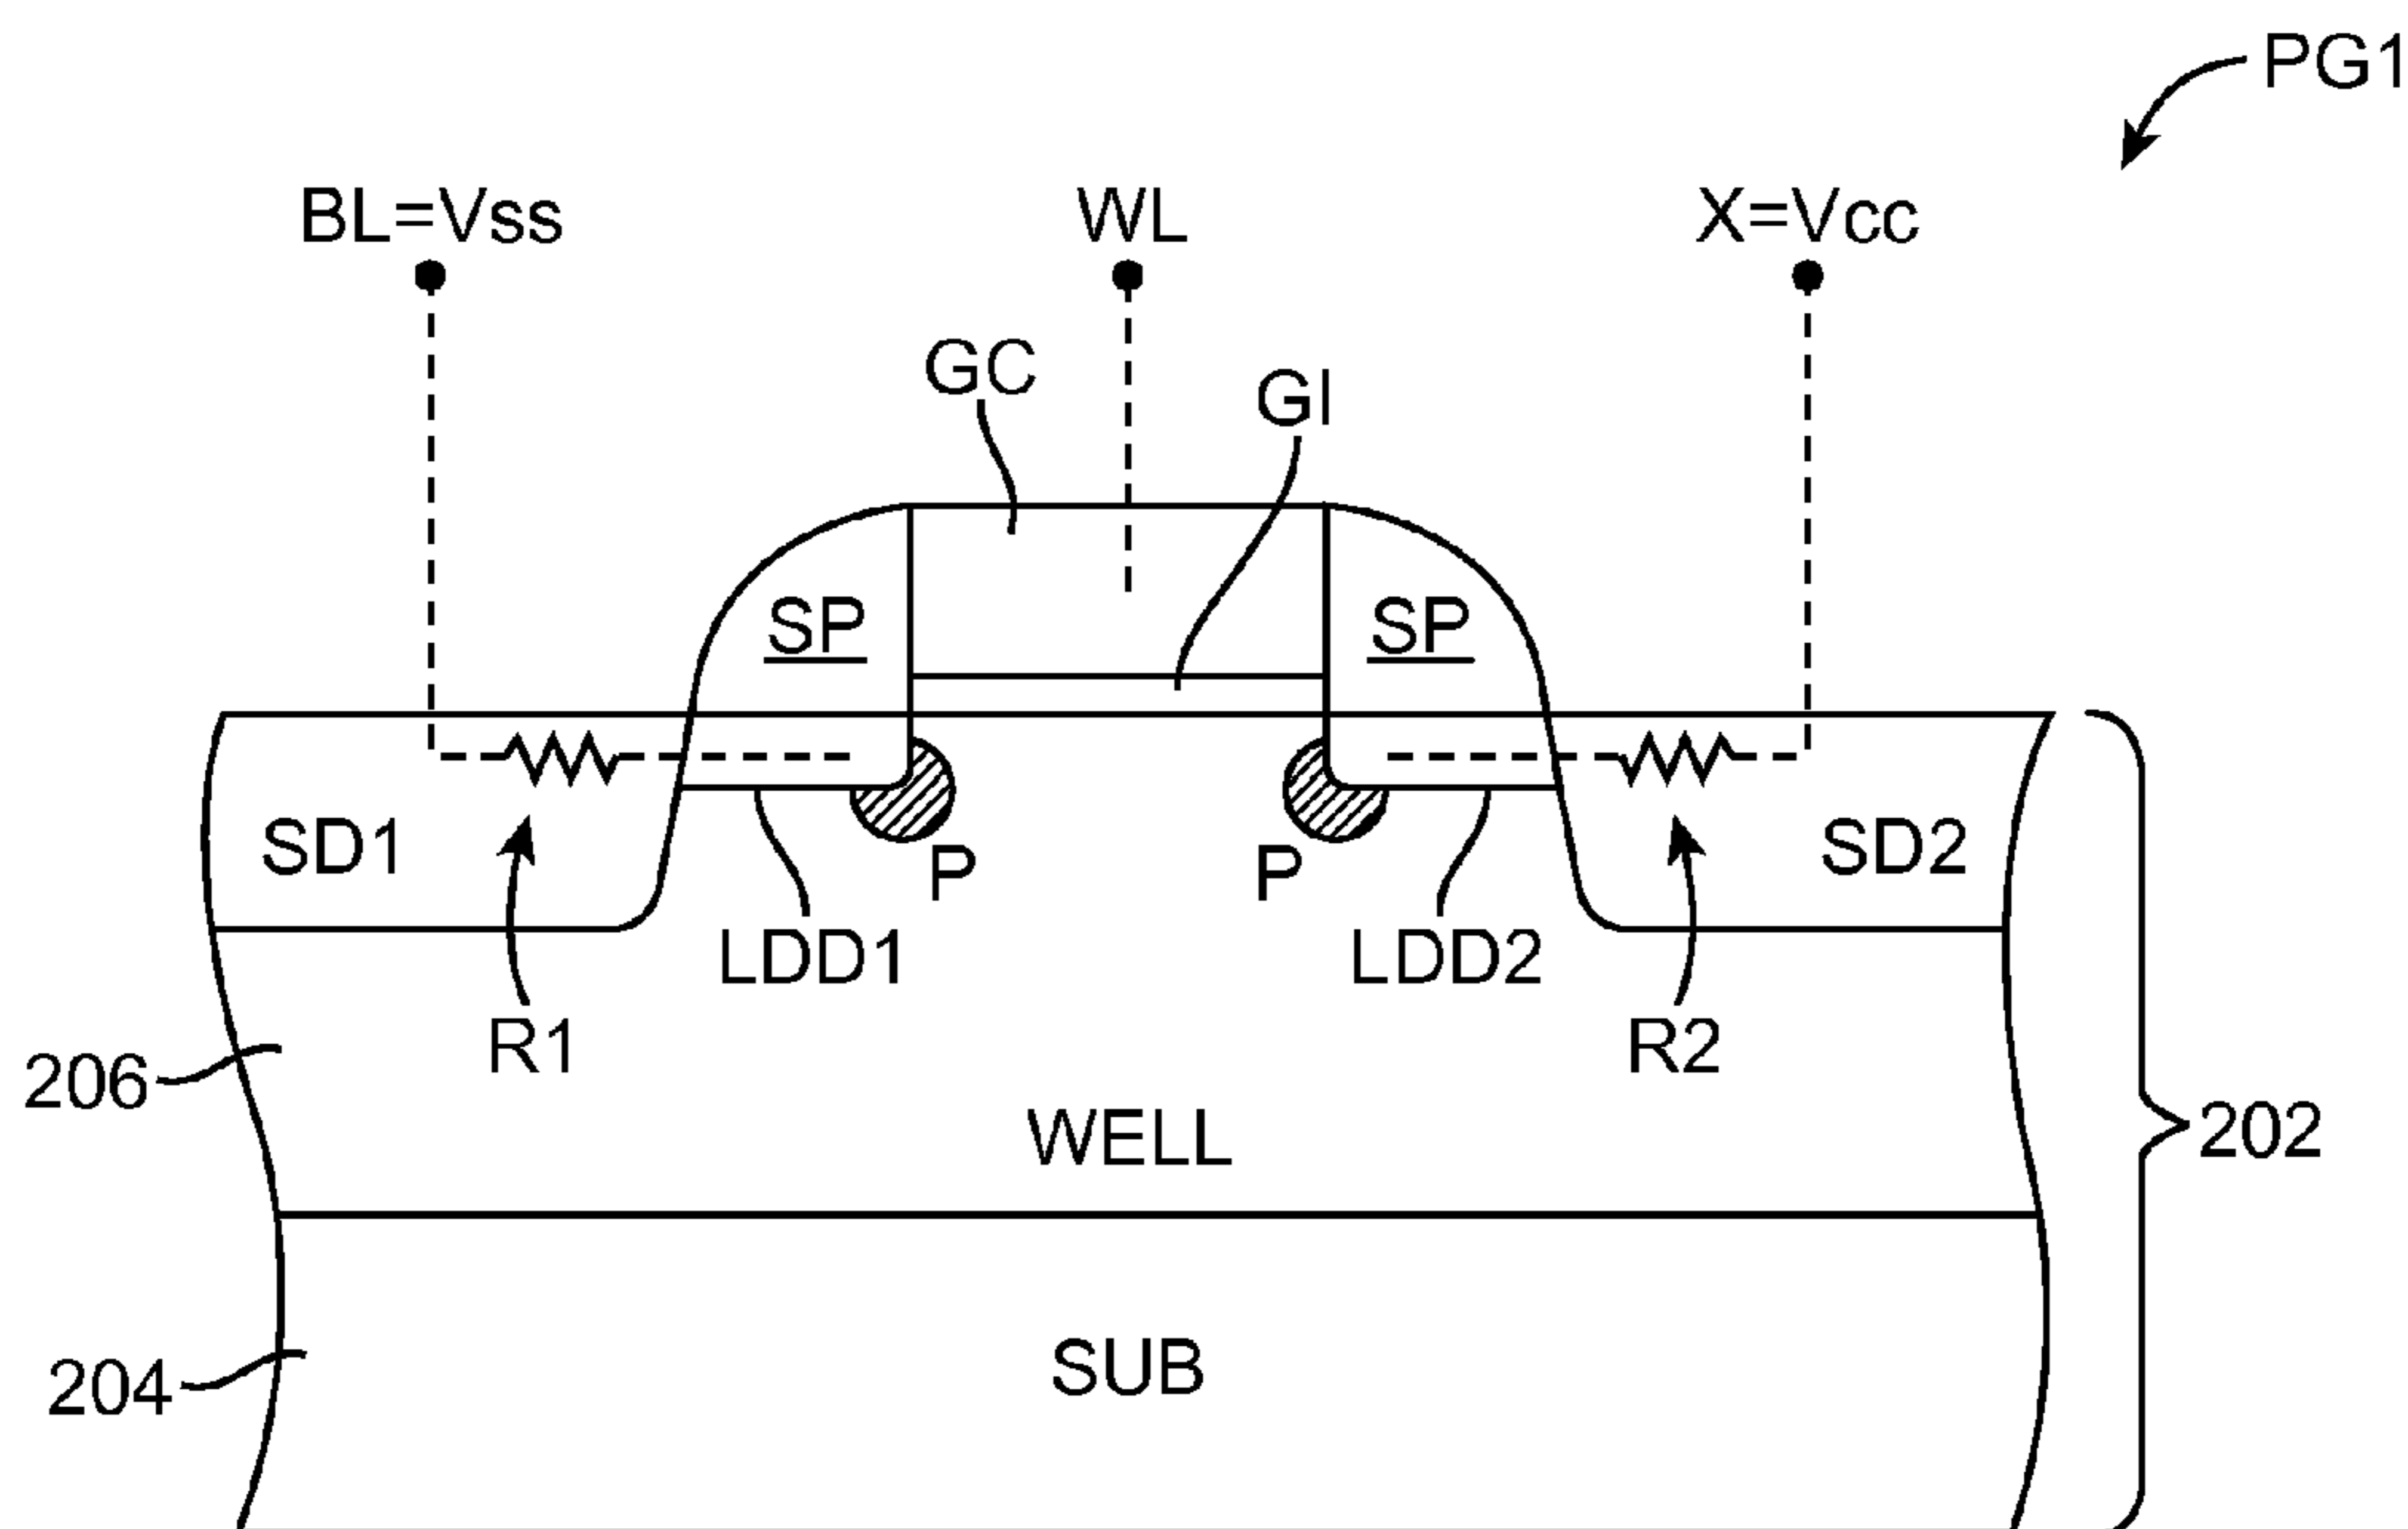 PG1
BL=Vss
WL
X=Vcc
GC
GI
SP
SP
SD1
P
P
SD2
LDD1
LDD2
R1
R2
206
WELL
202
SUB
204